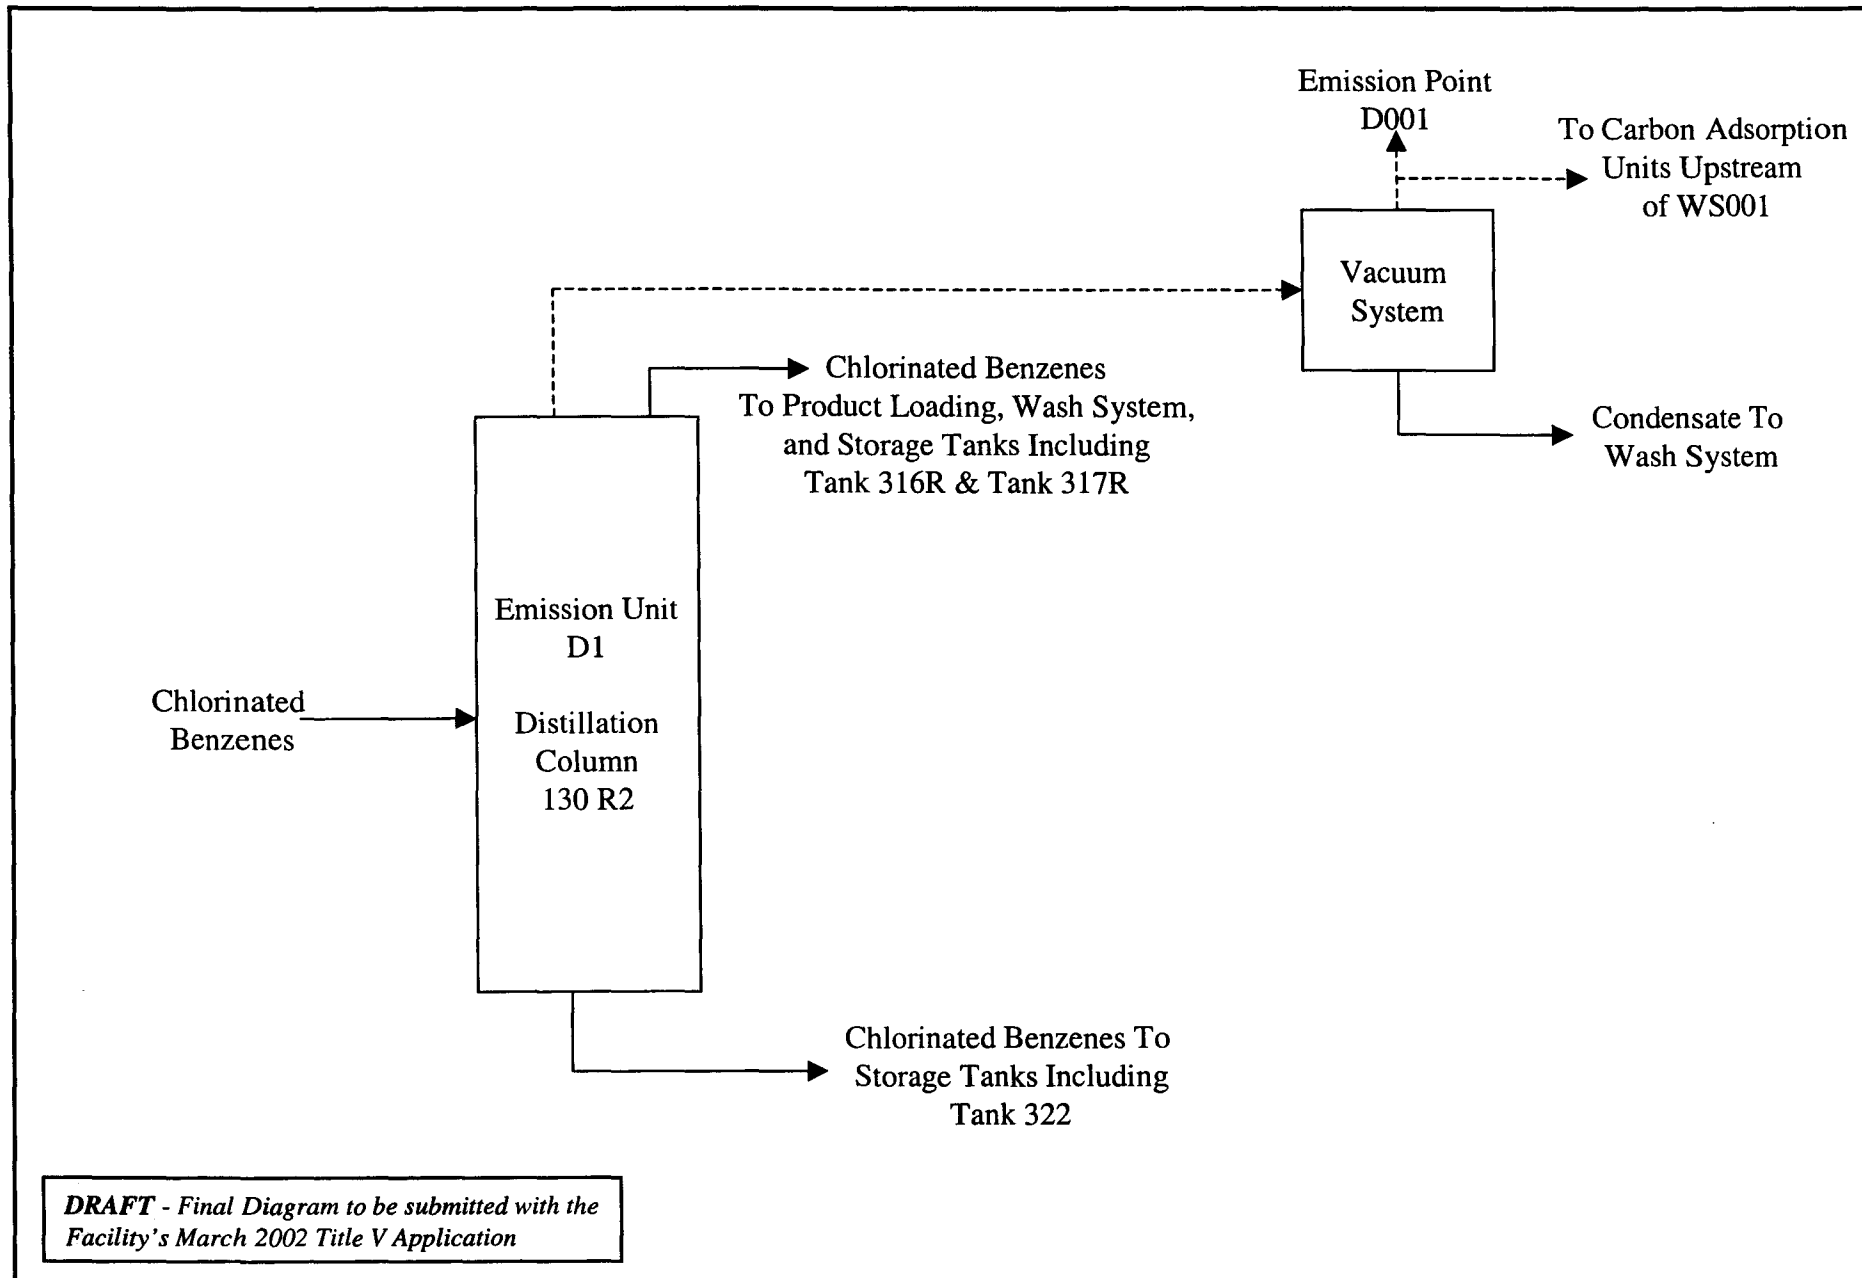 Emission Point
D001
To Carbon Adsorption
Units Upstream
of WS001
Vacuum
System
Chlorinated Benzenes
To Product Loading, Wash System,
and Storage Tanks Including
Tank 316R & Tank 317R
Condensate To
Wash System
Emission Unit
D1
Distillation
Column
130 R2
Chlorinated
Benzenes
Chlorinated Benzenes To
Storage Tanks Including
Tank 322
DRAFT - Final Diagram to be submitted with the
Facility's March 2002 Title V Application